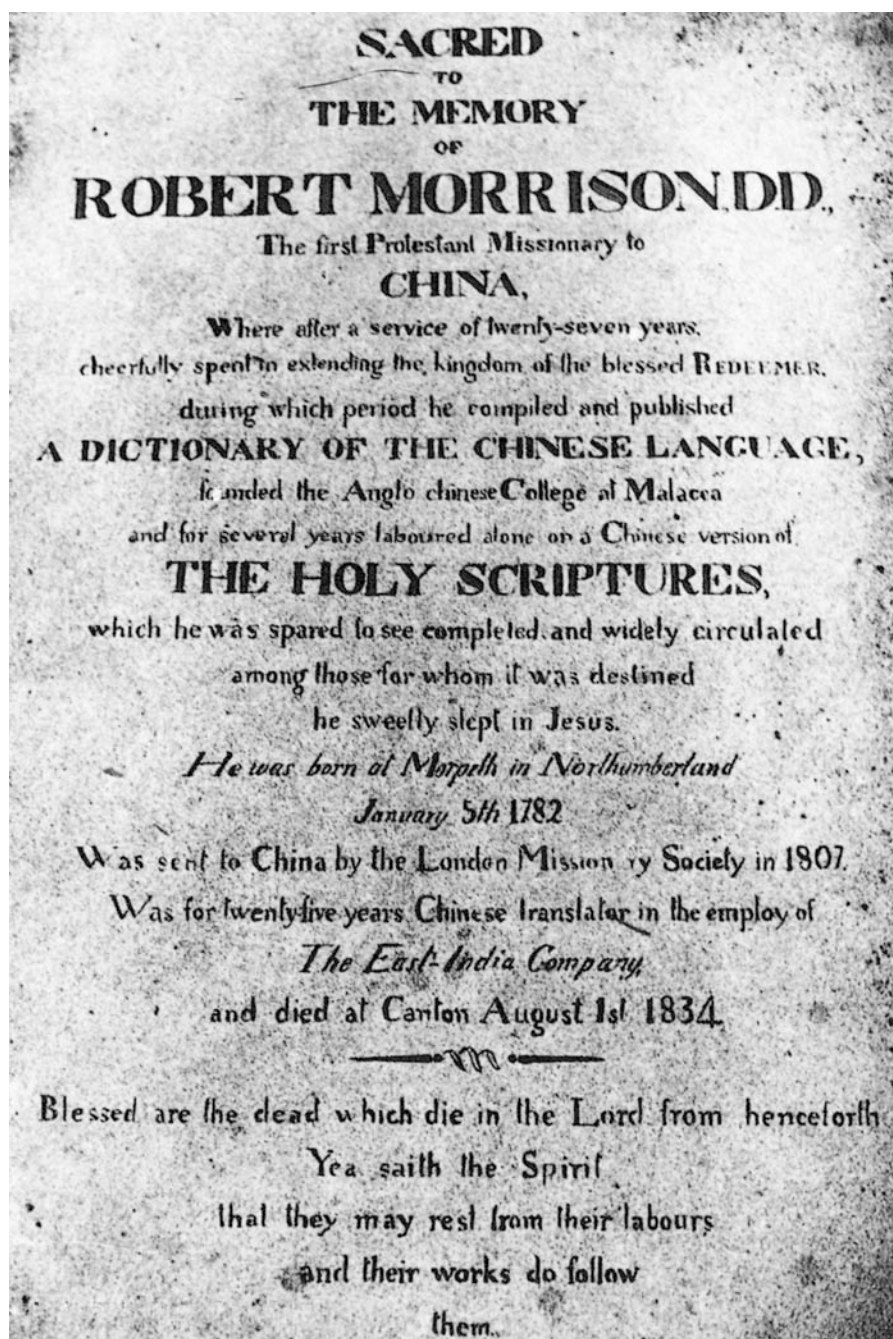 SACRED
TO
THE MEMORY
OF
ROBERT MORRISON, D.D.,
The first Protestant Missionary to
CHINA,
Where after a service of twenty-seven years,
cheerfully spent in extending the kingdom of the blessed REDEEMER,
during which period he compiled and published
A DICTIONARY OF THE CHINESE LANGUAGE,
founded the Anglo chinese College at Malacca
and for several years laboured alone on a Chinese version of
THE HOLY SCRIPTURES,
which he was spared to see completed, and widely circulated
among those for whom it was destined
he sweetly slept in Jesus.
He was born at Morpeth in Northumberland
January 5th 1782
Was sent to China by the London Missionary Society in 1807.
Was for twenty-five years Chinese translator in the employ of
The East-India Company,
and died at Canton August 1st 1834.
Blessed are the dead which die in the Lord from henceforth
Yea saith the Spirit
that they may rest from their labours
and their works do follow
them.